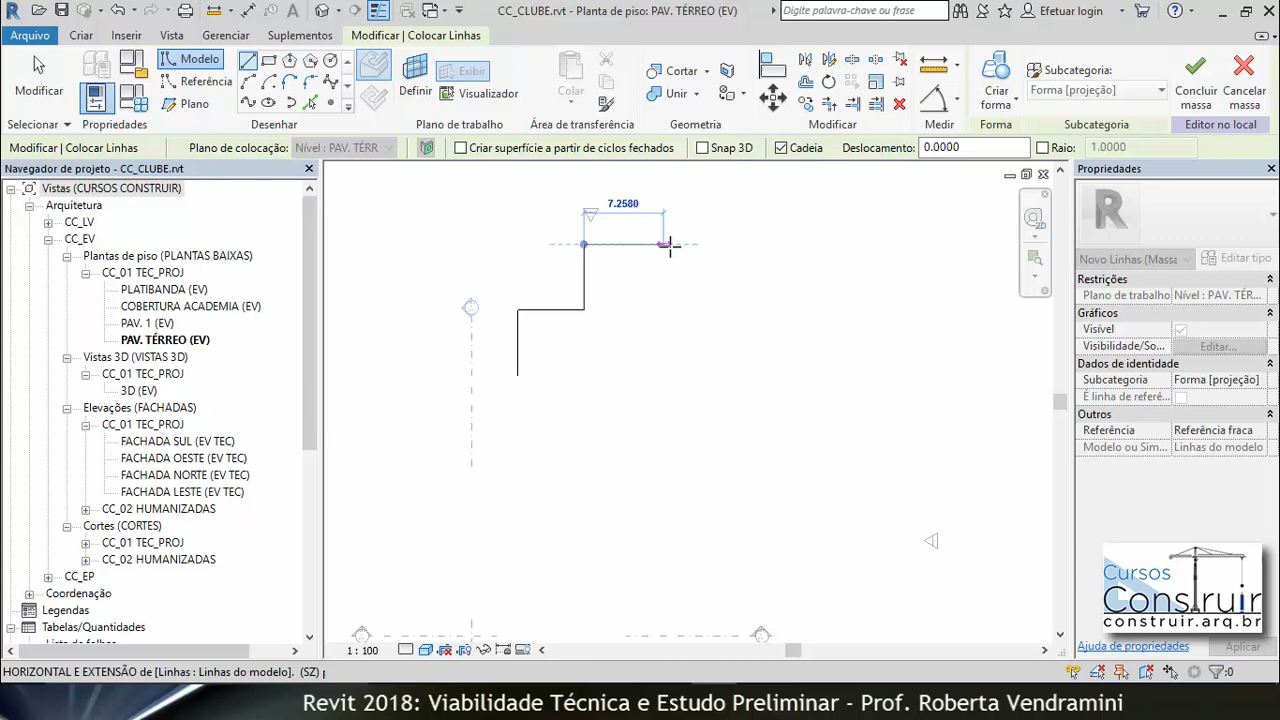 CC_CLUBE.rvt - Planta de piso: PAV. TÉRREO (EV)
Digite palavra-chave ou frase
Efetuar login
Arquivo
Criar
Inserir
Vista
Gerenciar
Suplementos
Modificar | Colocar Linhas
Modificar
Modelo
Referência
Plano
Definir
Exibir
Visualizador
Colar
Cortar
Unir
Criar forma
Subcategoria:
Forma [projeção]
Concluir massa
Cancelar massa
Selecionar
Propriedades
Desenhar
Plano de trabalho
Área de transferência
Geometria
Modificar
Medir
Forma
Subcategoria
Editor no local
Modificar | Colocar Linhas
Plano de colocação:
Nível : PAV. TÉRR
Criar superfície a partir de ciclos fechados
Snap 3D
Cadeia
Deslocamento:
0.0000
Raio:
1.0000
Navegador de projeto - CC_CLUBE.rvt
Vistas (CURSOS CONSTRUIR)
Arquitetura
CC_LV
CC_EV
Plantas de piso (PLANTAS BAIXAS)
CC_01 TEC_PROJ
PLATIBANDA (EV)
COBERTURA ACADEMIA (EV)
PAV. 1 (EV)
PAV. TÉRREO (EV)
Vistas 3D (VISTAS 3D)
CC_01 TEC_PROJ
3D (EV)
Elevações (FACHADAS)
CC_01 TEC_PROJ
FACHADA SUL (EV TEC)
FACHADA OESTE (EV TEC)
FACHADA NORTE (EV TEC)
FACHADA LESTE (EV TEC)
CC_02 HUMANIZADAS
Cortes (CORTES)
CC_01 TEC_PROJ
CC_02 HUMANIZADAS
CC_EP
Coordenação
Legendas
Tabelas/Quantidades
7.2580
1 : 100
Propriedades
R
Novo Linhas (Massa
Editar tipo
Restrições
Plano de trabalho
Nível : PAV. TÉR...
Gráficos
Visível
Visibilidade/So...
Editar...
Dados de identidade
Subcategoria
Forma [projeção]
É linha de referê...
Outros
Referência
Referência fraca
Modelo ou Sim...
Linhas do modelo
Cursos
Construir
construir.arq.br
Ajuda de propriedades
Aplicar
HORIZONTAL E EXTENSÃO de [Linhas : Linhas do modelo]. (SZ) p
:0
Revit 2018: Viabilidade Técnica e Estudo Preliminar - Prof. Roberta Vendramini